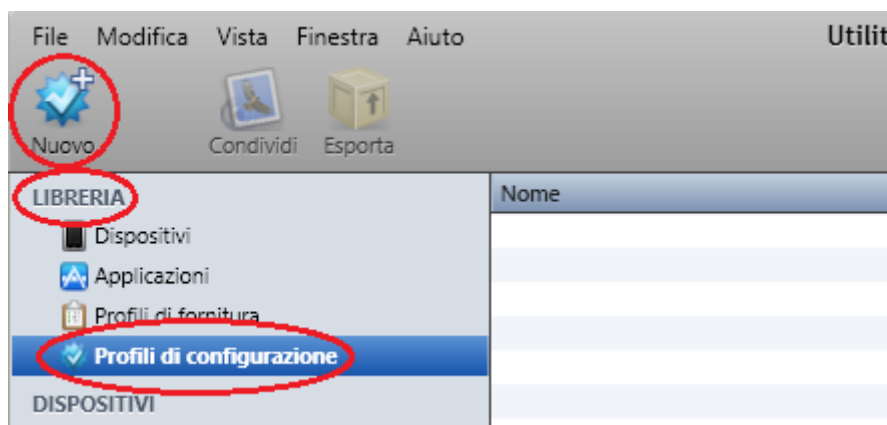 File Modifica Vista Finestra Aiuto Utilit
Nuovo Condividi Esporta
LIBRERIA Nome
Dispositivi
Applicazioni
Profili di fornitura
Profili di configurazione
DISPOSITIVI